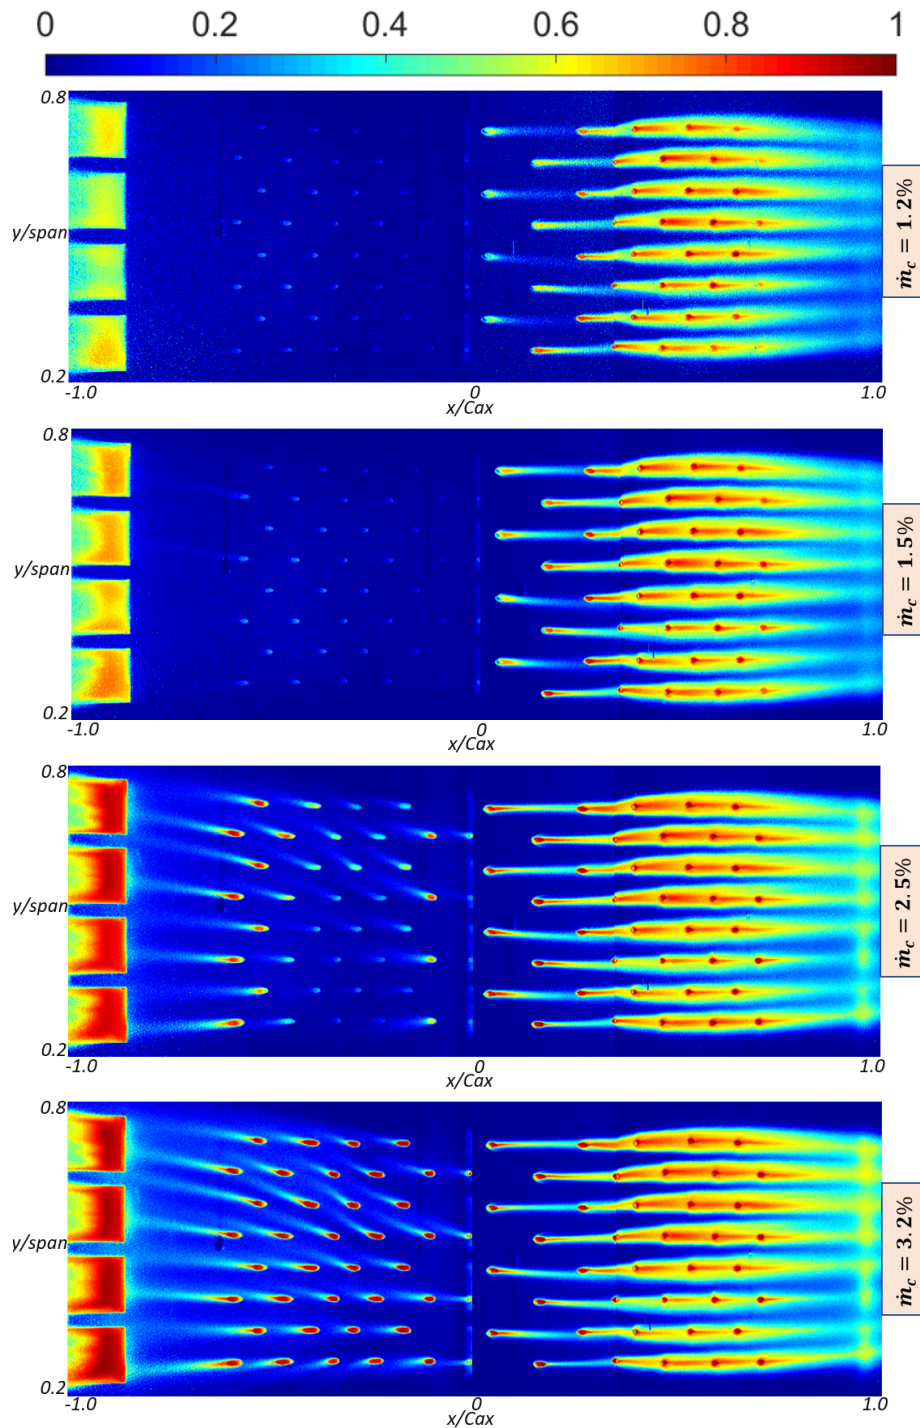 0 0.2 0.4 0.6 0.8 1
0.8
y/span
0.2
-1.0 0 1.0
x/Cax
ṁc = 1.2%
0.8
y/span
0.2
-1.0 0 1.0
x/Cax
ṁc = 1.5%
0.8
y/span
0.2
-1.0 0 1.0
x/Cax
ṁc = 2.5%
0.8
y/span
0.2
-1.0 0 1.0
x/Cax
ṁc = 3.2%